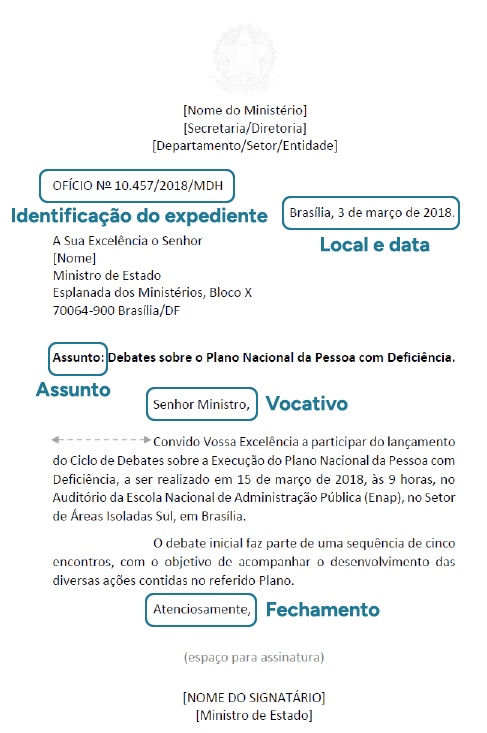 [Nome do Ministério]
[Secretaria/Diretoria]
[Departamento/Setor/Entidade]
OFÍCIO Nº 10.457/2018/MDH
Identificação do expediente
Brasília, 3 de março de 2018.
Local e data
A Sua Excelência o Senhor
[Nome]
Ministro de Estado
Esplanada dos Ministérios, Bloco X
70064-900 Brasília/DF
Assunto: Debates sobre o Plano Nacional da Pessoa com Deficiência.
Assunto
Senhor Ministro,
Vocativo
Convido Vossa Excelência a participar do lançamento
do Ciclo de Debates sobre a Execução do Plano Nacional da Pessoa com
Deficiência, a ser realizado em 15 de março de 2018, às 9 horas, no
Auditório da Escola Nacional de Administração Pública (Enap), no Setor
de Áreas Isoladas Sul, em Brasília.
O debate inicial faz parte de uma sequência de cinco
encontros, com o objetivo de acompanhar o desenvolvimento das
diversas ações contidas no referido Plano.
Atenciosamente,
Fechamento
(espaço para assinatura)
[NOME DO SIGNATÁRIO]
[Ministro de Estado]